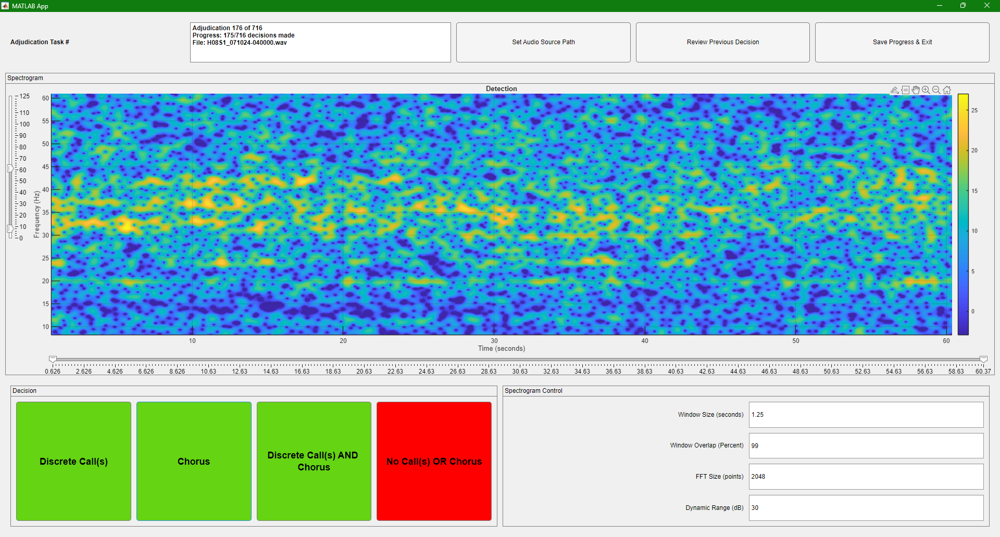 MATLAB App
Adjudication Task #
Adjudication 176 of 716
Progress: 175/716 decisions made
File: H08S1_071024-040000.wav
Set Audio Source Path
Review Previous Decision
Save Progress & Exit
Spectrogram
Detection
125
110
100
90
80
70
60
50
40
30
20
10
0
Frequency (Hz)
60
55
50
45
40
35
30
25
20
15
10
10 20 30 40 50 60
Time (seconds)
25
20
15
10
5
0
0.626 2.626 4.626 6.626 8.626 10.63 12.63 14.63 16.63 18.63 20.63 22.63 24.63 26.63 28.63 30.63 32.63 34.63 36.63 38.63 40.63 42.63 44.63 46.63 48.63 50.63 52.63 54.63 56.63 58.63 60.37
Decision
Discrete Call(s)
Chorus
Discrete Call(s) AND
Chorus
No Call(s) OR Chorus
Spectrogram Control
Window Size (seconds) 1.25
Window Overlap (Percent) 99
FFT Size (points) 2048
Dynamic Range (dB) 30